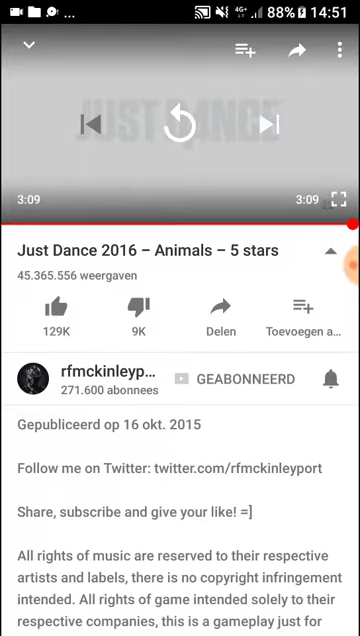 4G+ 88% 14:51
JUST DANCE
3:09 3:09
Just Dance 2016 – Animals – 5 stars
45.365.556 weergaven
129K 9K Delen Toevoegen a...
rfmckinleyp... GEABONNEERD
271.600 abonnees
Gepubliceerd op 16 okt. 2015
Follow me on Twitter: twitter.com/rfmckinleyport
Share, subscribe and give your like! =]
All rights of music are reserved to their respective
artists and labels, there is no copyright infringement
intended. All rights of game intended solely to their
respective companies, this is a gameplay just for